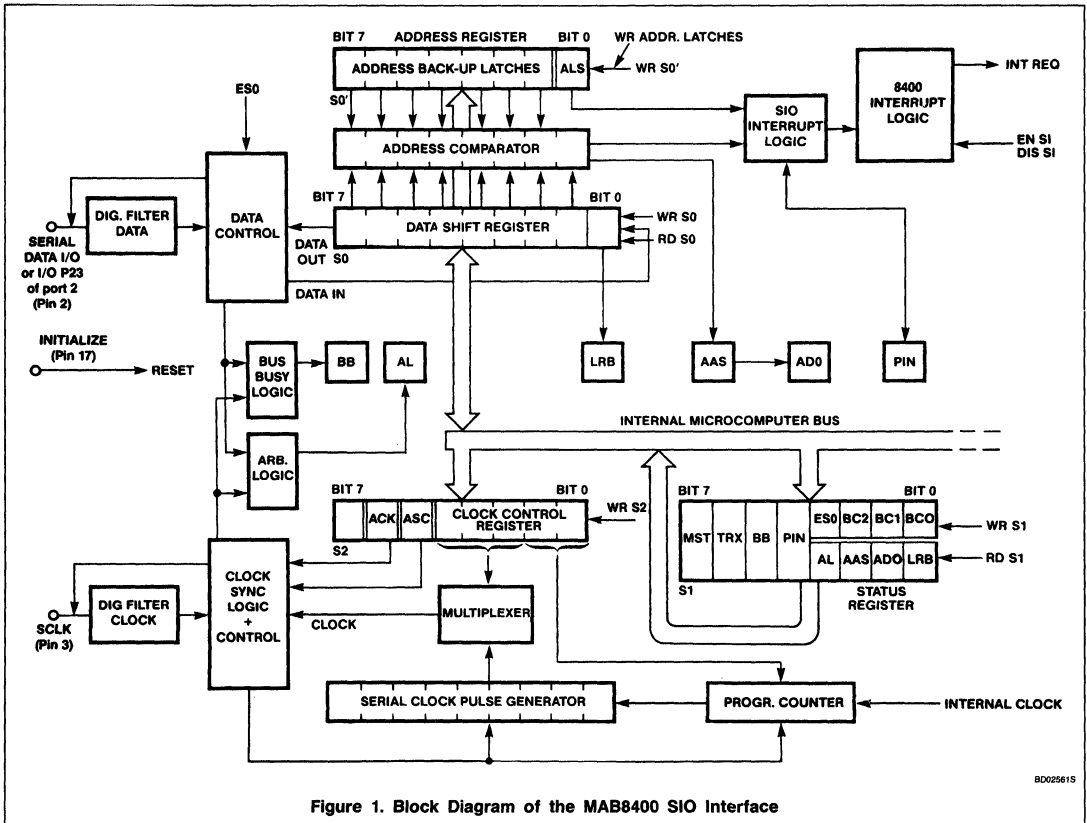 BIT 7 ADDRESS REGISTER BIT 0
WR ADDR. LATCHES
ADDRESS BACK-UP LATCHES ALS
WR S0'
S0'
ES0
SIO
INTERRUPT
LOGIC
8400
INTERRUPT
LOGIC
INT REQ
EN SI
DIS SI
ADDRESS COMPARATOR
BIT 7 BIT 0
DATA SHIFT REGISTER
WR S0
RD S0
DATA
OUT S0
DATA IN
DATA
CONTROL
DIG. FILTER
DATA
SERIAL
DATA I/O
or I/O P23
of port 2
(Pin 2)
INITIALIZE
(Pin 17)
RESET
BUS
BUSY
LOGIC
BB
AL
LRB
AAS
AD0
PIN
ARB.
LOGIC
INTERNAL MICROCOMPUTER BUS
BIT 7 BIT 0
ACK ASC CLOCK CONTROL
REGISTER
WR S2
S2
BIT 7 BIT 0
MST TRX BB PIN
ES0 BC2 BC1 BCO
WR S1
AL AAS ADO LRB
RD S1
S1
STATUS
REGISTER
CLOCK
SYNC
LOGIC
+
CONTROL
DIG FILTER
CLOCK
SCLK
(Pin 3)
CLOCK
MULTIPLEXER
SERIAL CLOCK PULSE GENERATOR
PROGR. COUNTER
INTERNAL CLOCK
BD02561S
Figure 1. Block Diagram of the MAB8400 SIO Interface